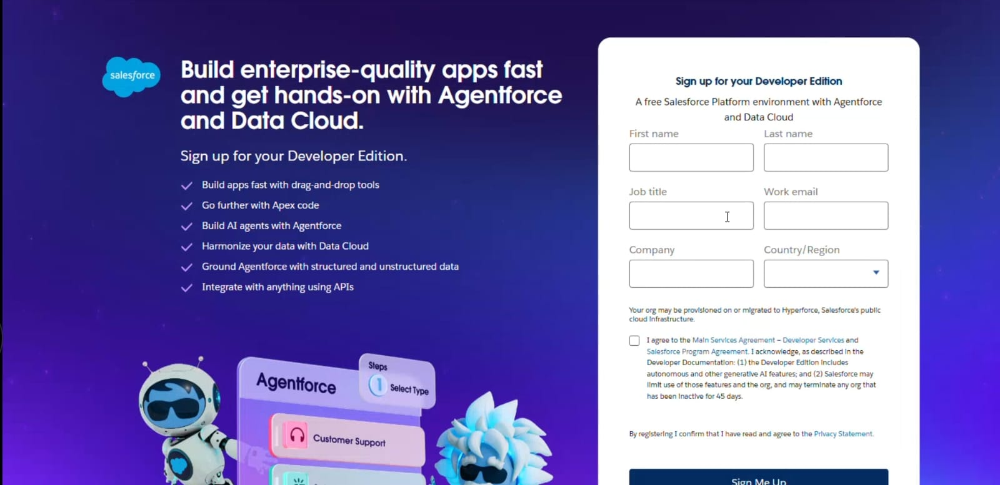 salesforce
Build enterprise-quality apps fast
and get hands-on with Agentforce
and Data Cloud.
Sign up for your Developer Edition.
Build apps fast with drag-and-drop tools
Go further with Apex code
Build AI agents with Agentforce
Harmonize your data with Data Cloud
Ground Agentforce with structured and unstructured data
Integrate with anything using APIs
Agentforce
Steps
1 Select Type
Customer Support
Sign up for your Developer Edition
A free Salesforce Platform environment with Agentforce
and Data Cloud
First name Last name
Job title Work email
Company Country/Region
Your org may be provisioned on or migrated to Hyperforce, Salesforce's public
cloud infrastructure.
I agree to the Main Services Agreement – Developer Services and
Salesforce Program Agreement. I acknowledge, as described in the
Developer Documentation: (1) the Developer Edition includes
autonomous and other generative AI features; and (2) Salesforce may
limit use of those features and the org, and may terminate any org that
has been inactive for 45 days.
By registering I confirm that I have read and agree to the Privacy Statement.
Sign Me Up